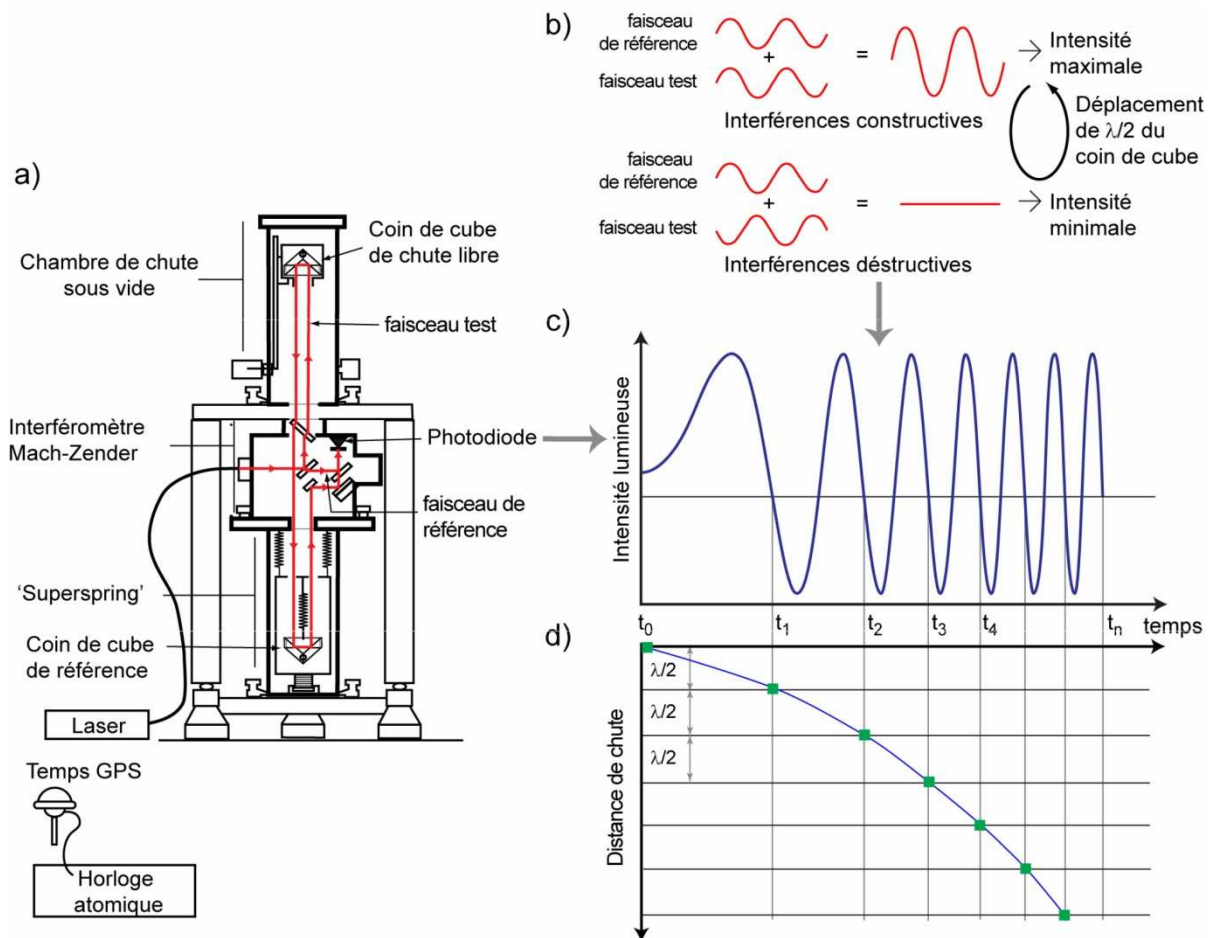 a)
Chambre de chute
sous vide
Coin de cube
de chute libre
faisceau test
Interféromètre
Mach-Zender
Photodiode
faisceau de
référence
'Superspring'
Coin de cube
de référence
Laser
Temps GPS
Horloge
atomique
b)
faisceau
de référence
+
faisceau test
=
Intensité
maximale
Interférences constructives
Déplacement
de λ/2 du
coin de cube
faisceau
de référence
+
faisceau test
=
Intensité
minimale
Interférences déstructives
c)
Intensité lumineuse
t0 t1 t2 t3 t4 tn temps
d)
Distance de chute
λ/2
λ/2
λ/2